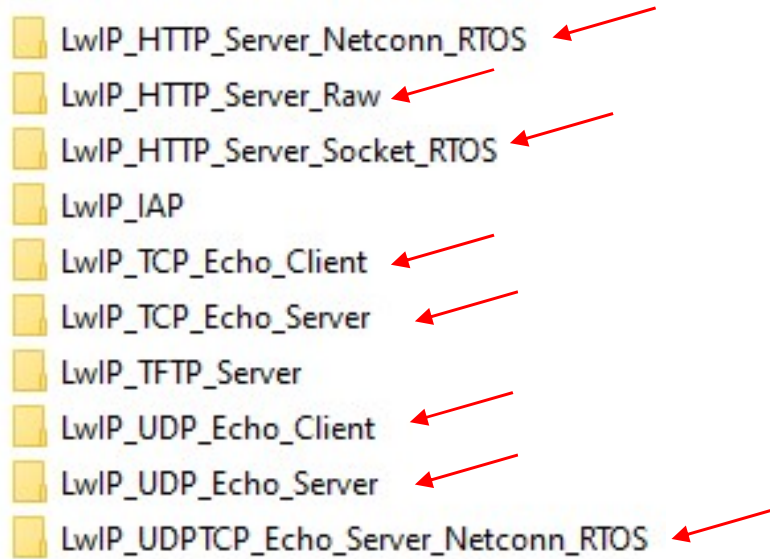 LwIP_HTTP_Server_Netconn_RTOS
LwIP_HTTP_Server_Raw
LwIP_HTTP_Server_Socket_RTOS
LwIP_IAP
LwIP_TCP_Echo_Client
LwIP_TCP_Echo_Server
LwIP_TFTP_Server
LwIP_UDP_Echo_Client
LwIP_UDP_Echo_Server
LwIP_UDPTCP_Echo_Server_Netconn_RTOS